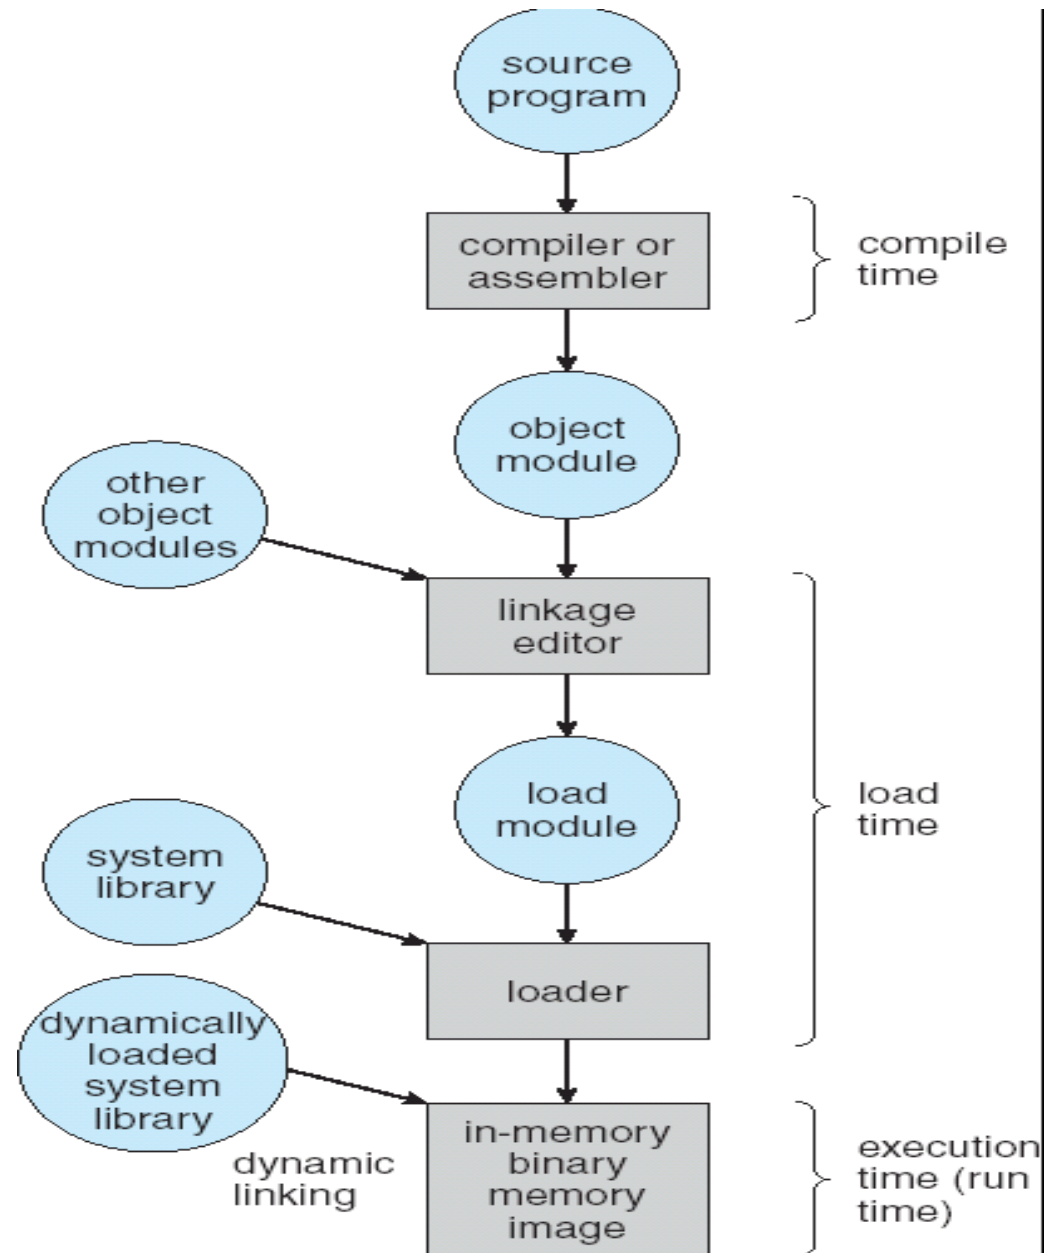 source
program
compiler or
assembler
compile
time
object
module
other
object
modules
linkage
editor
load
module
load
time
system
library
loader
dynamically
loaded
system
library
dynamic
linking
in-memory
binary
memory
image
execution
time (run
time)